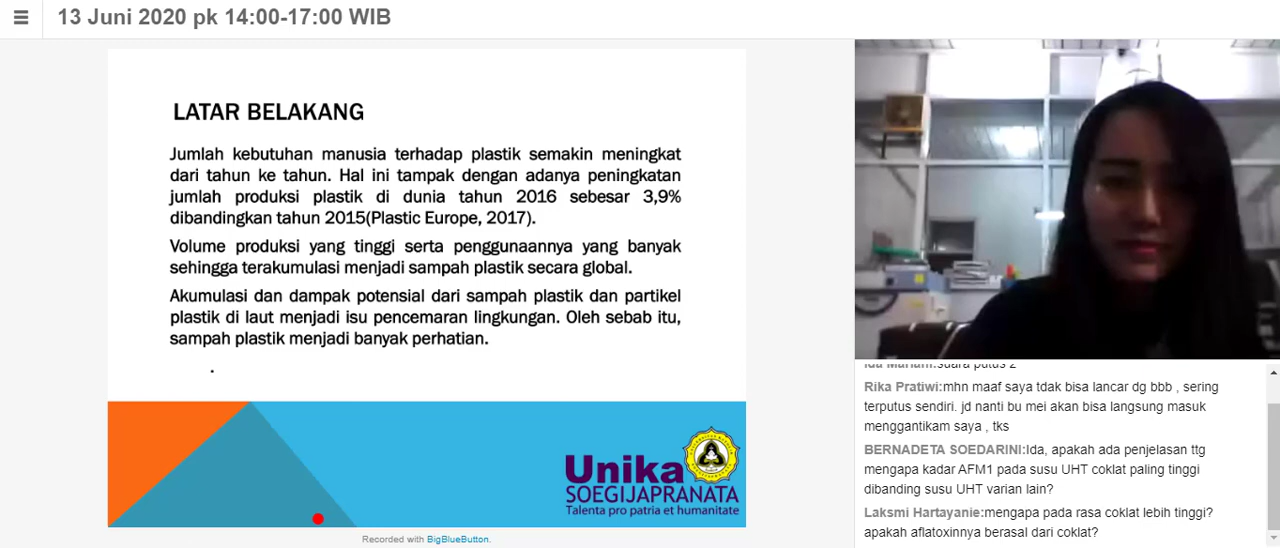 13 Juni 2020 pk 14:00-17:00 WIB
LATAR BELAKANG
Jumlah kebutuhan manusia terhadap plastik semakin meningkat
dari tahun ke tahun. Hal ini tampak dengan adanya peningkatan
jumlah produksi plastik di dunia tahun 2016 sebesar 3,9%
dibandingkan tahun 2015(Plastic Europe, 2017).
Volume produksi yang tinggi serta penggunaannya yang banyak
sehingga terakumulasi menjadi sampah plastik secara global.
Akumulasi dan dampak potensial dari sampah plastik dan partikel
plastik di laut menjadi isu pencemaran lingkungan. Oleh sebab itu,
sampah plastik menjadi banyak perhatian.
.
Unika
SOEGIJAPRANATA
Talenta pro patria et humanitate
Recorded with BigBlueButton.
Ida Mariam:suara putus 2
Rika Pratiwi:mhn maaf saya tdak bisa lancar dg bbb , sering
terputus sendiri. jd nanti bu mei akan bisa langsung masuk
menggantikam saya , tks
BERNADETA SOEDARINI:Ida, apakah ada penjelasan ttg
mengapa kadar AFM1 pada susu UHT coklat paling tinggi
dibanding susu UHT varian lain?
Laksmi Hartayanie:mengapa pada rasa coklat lebih tinggi?
apakah aflatoxinnya berasal dari coklat?